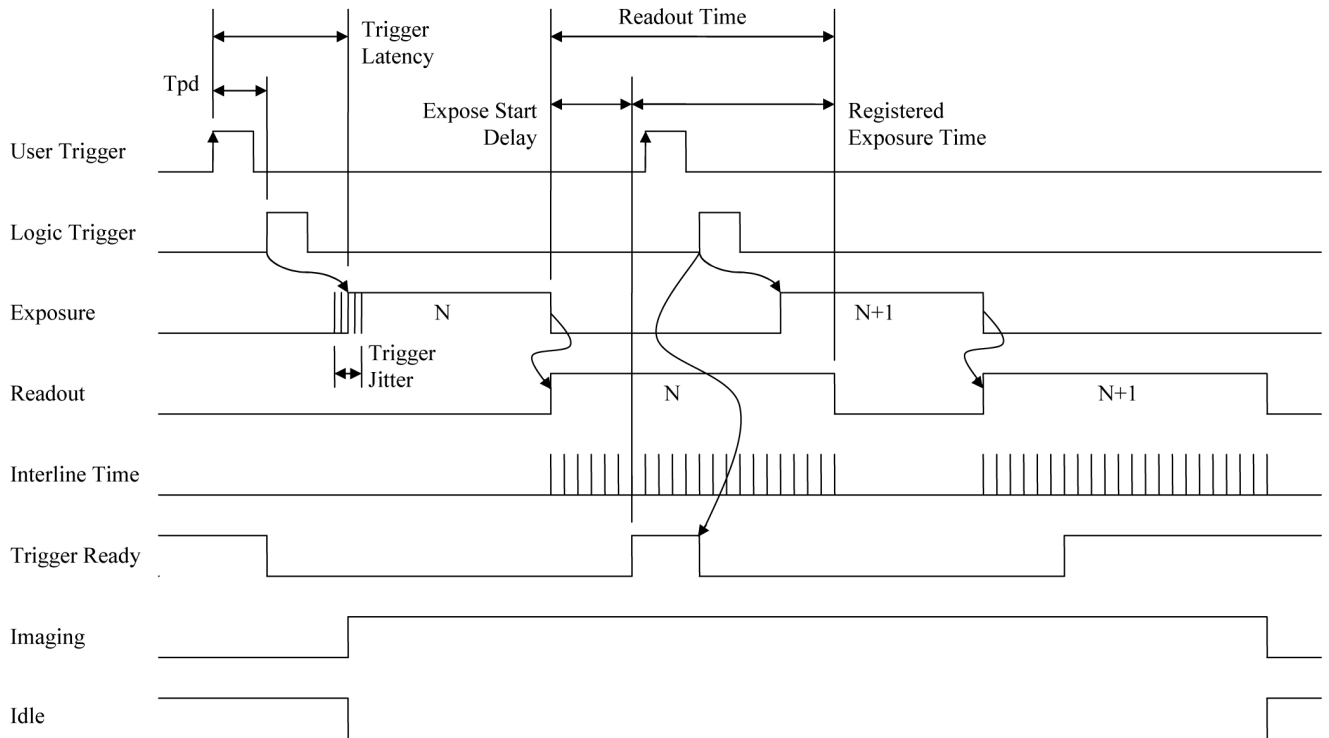 Trigger
Latency
Readout Time
Tpd
Expose Start
Delay
Registered
Exposure Time
User Trigger
Logic Trigger
Exposure
N
N+1
Trigger
Jitter
Readout
N
N+1
Interline Time
Trigger Ready
Imaging
Idle